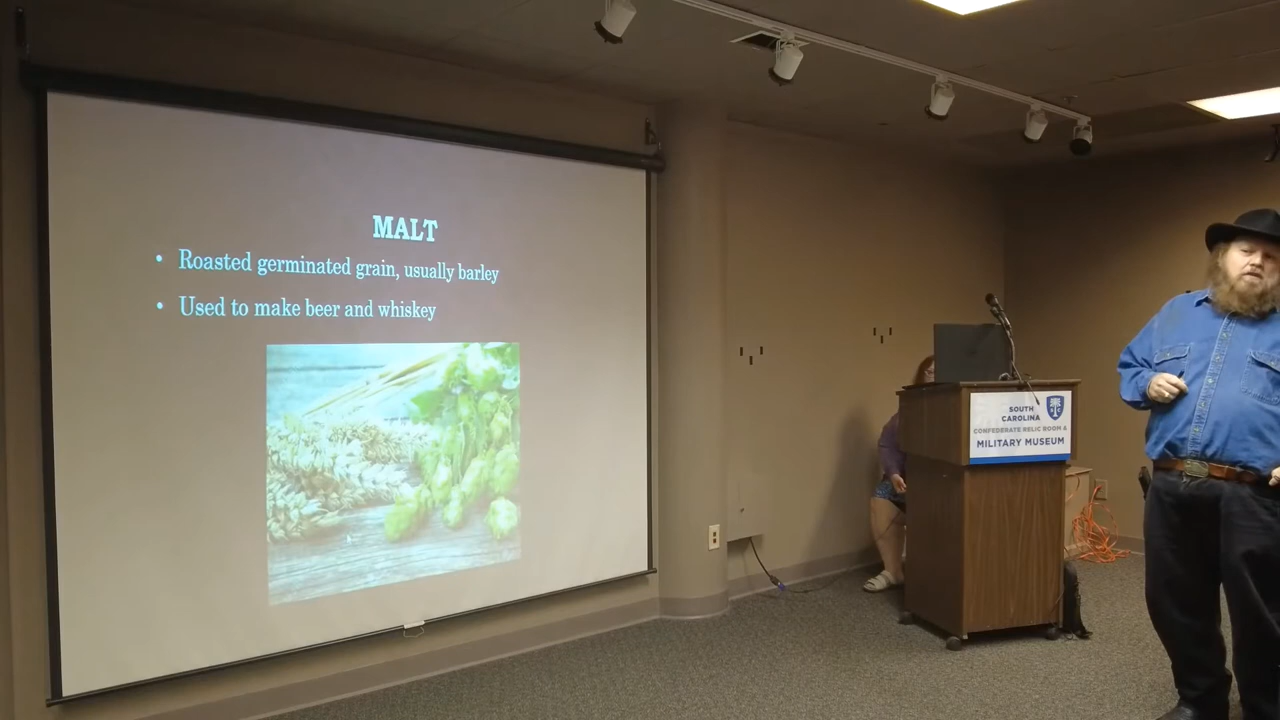 MALT
• Roasted germinated grain, usually barley
• Used to make beer and whiskey
SOUTH
CAROLINA
CONFEDERATE RELIC ROOM &
MILITARY MUSEUM